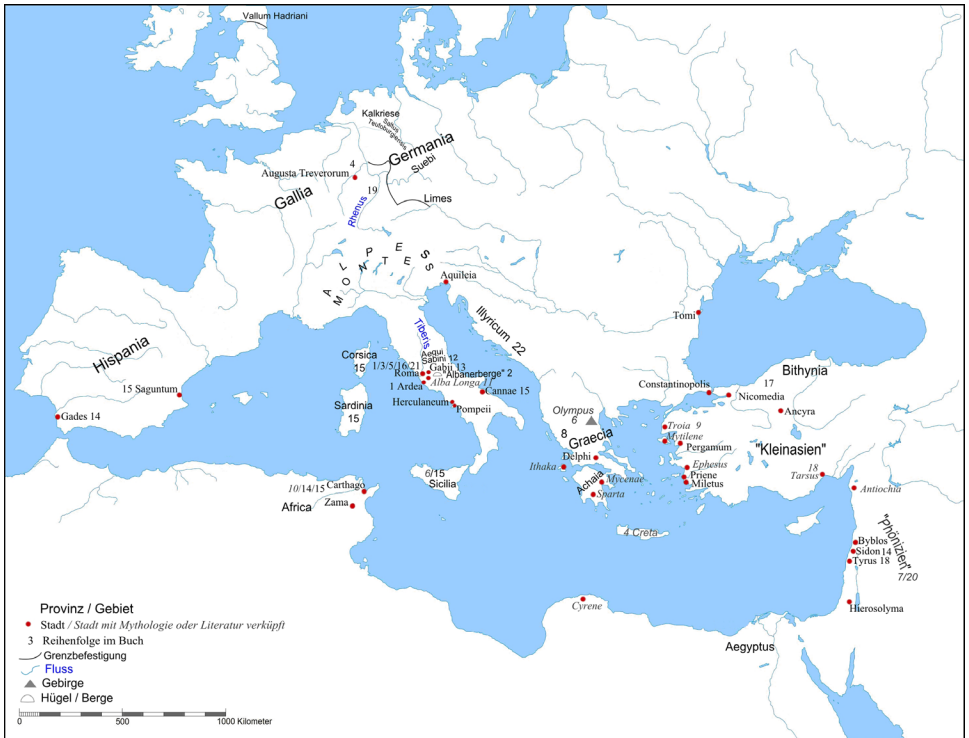 Vallum Hadriani
Kalkriese
Saltus
Teutoburgiensis
Germania
Suebi
4
Augusta Treverorum
19
Gallia
Rhenus
Limes
ALPES
MONTES
Aquileia
Tomi
Illyricum 22
Tiberis
Hispania
Corsica
15
Aequi
Sabini 12
1/3/5/16/21
Gabii 13
Roma
Albanerberge" 2
Alba Longa 11
1 Ardea
Cannae 15
15 Saguntum
Herculaneum
Pompeii
Gades 14
Sardinia
15
Bithynia
17
Constantinopolis
Nicomedia
Ancyra
Olympus
6
8
Graecia
Troia 9
Mytilene
Pergamum
"Kleinasien"
Delphi
Ithaka
Achaia
Mycenae
Sparta
Ephesus
Priene
Miletus
18
Tarsus
Antiochia
6/15
Sicilia
10/14/15 Carthago
Africa
Zama
4 Creta
"Phönizien"
7/20
Byblos
Sidon 14
Tyrus 18
Hierosolyma
Cyrene
Aegyptus
Provinz / Gebiet
Stadt / Stadt mit Mythologie oder Literatur verküpft
3 Reihenfolge im Buch
Grenzbefestigung
Fluss
Gebirge
Hügel / Berge
0 500 1000 Kilometer